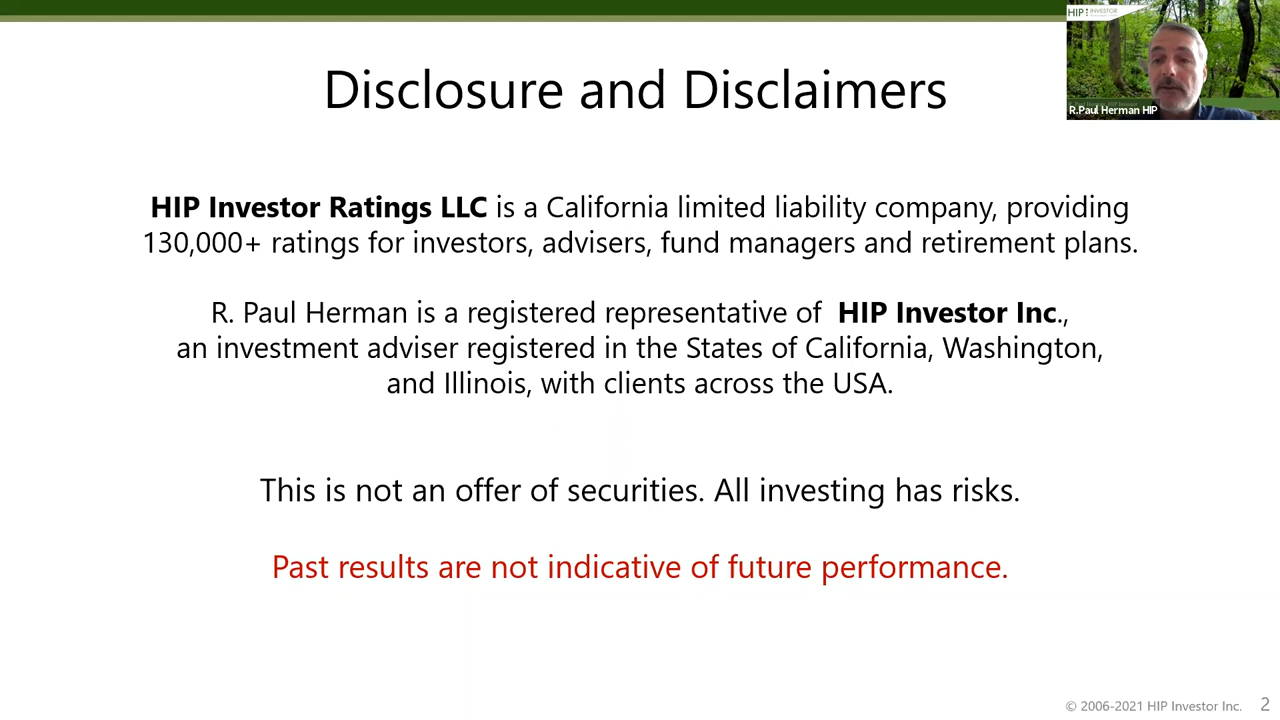 HIP INVESTOR
R.Paul Herman HIP
Disclosure and Disclaimers
HIP Investor Ratings LLC is a California limited liability company, providing
130,000+ ratings for investors, advisers, fund managers and retirement plans.
R. Paul Herman is a registered representative of HIP Investor Inc.,
an investment adviser registered in the States of California, Washington,
and Illinois, with clients across the USA.
This is not an offer of securities. All investing has risks.
Past results are not indicative of future performance.
© 2006-2021 HIP Investor Inc. 2